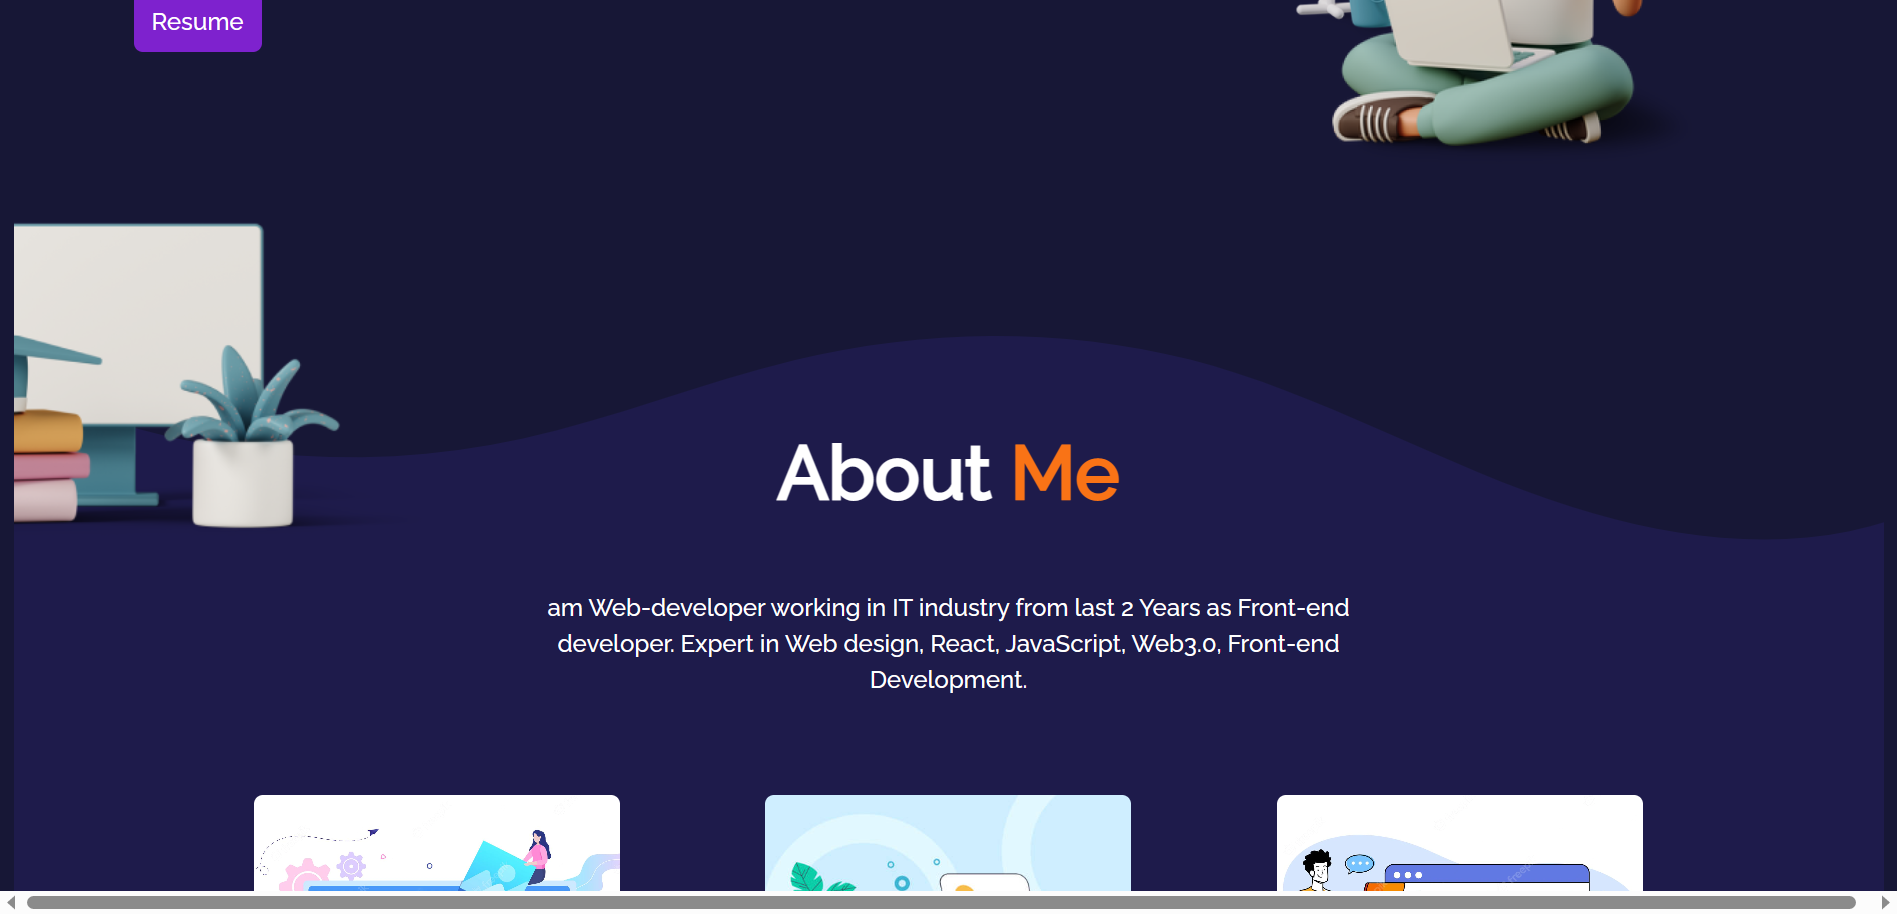 Resume
About Me
am Web-developer working in IT industry from last 2 Years as Front-end
developer. Expert in Web design, React, JavaScript, Web3.0, Front-end
Development.